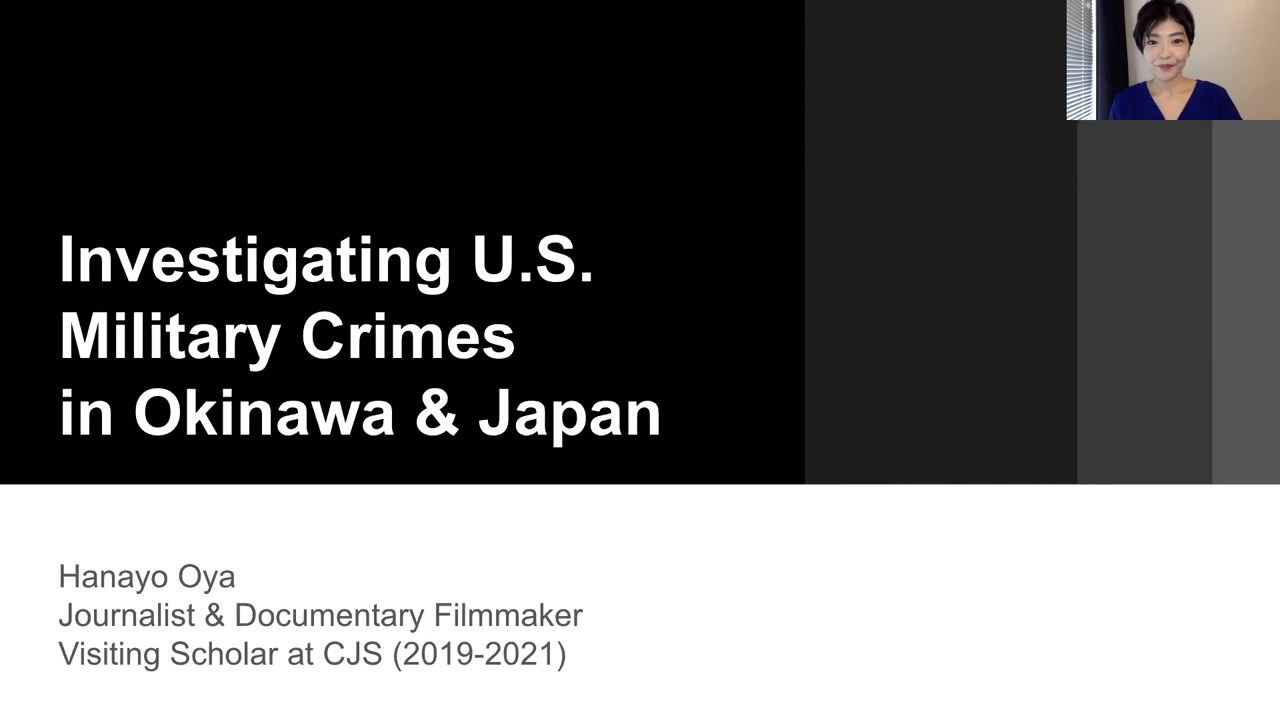 Investigating U.S.
Military Crimes
in Okinawa & Japan
Hanayo Oya
Journalist & Documentary Filmmaker
Visiting Scholar at CJS (2019-2021)